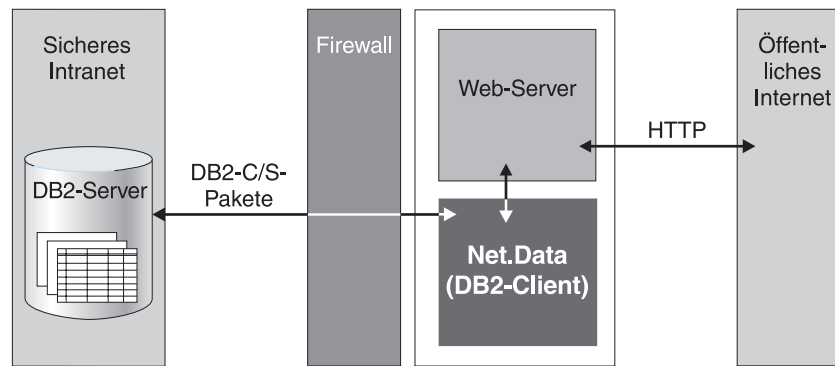 Sicheres
Intranet
DB2-Server
DB2-C/S-
Pakete
Firewall
Web-Server
Net.Data
(DB2-Client)
HTTP
Öffent-
liches
Internet